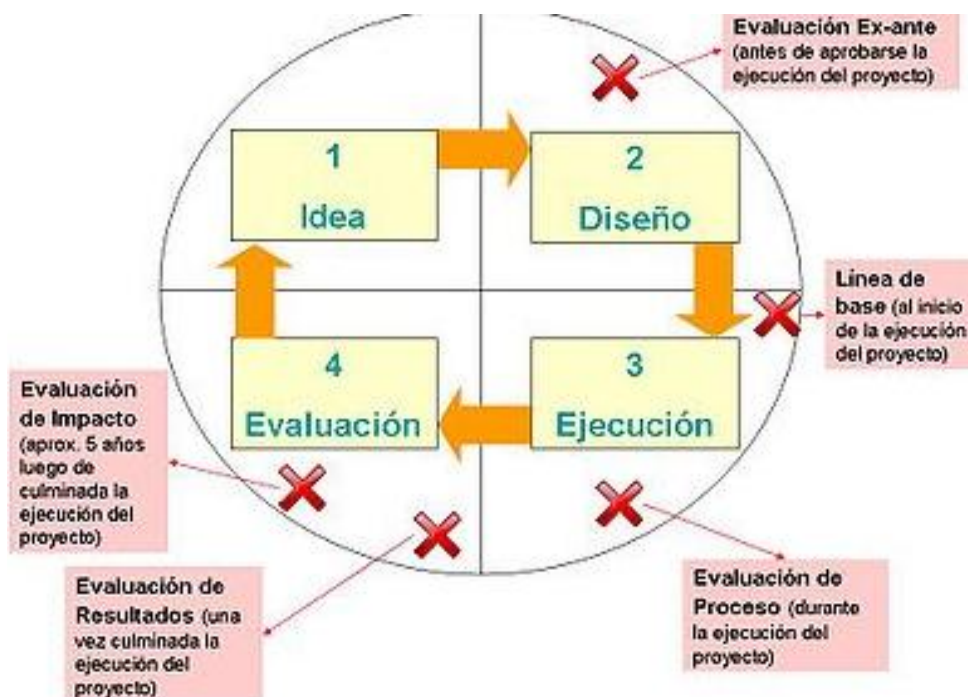 Evaluación Ex-ante
(antes de aprobarse la
ejecución del proyecto)
1
Idea
2
Diseño
Línea de
base (al inicio
de la ejecución
del proyecto)
4
Evaluación
3
Ejecución
Evaluación
de Impacto
(aprox. 5 años
luego de
culminada la
ejecución del
proyecto)
Evaluación de
Resultados (una
vez culminada la
ejecución del
proyecto)
Evaluación de
Proceso (durante
la ejecución del
proyecto)